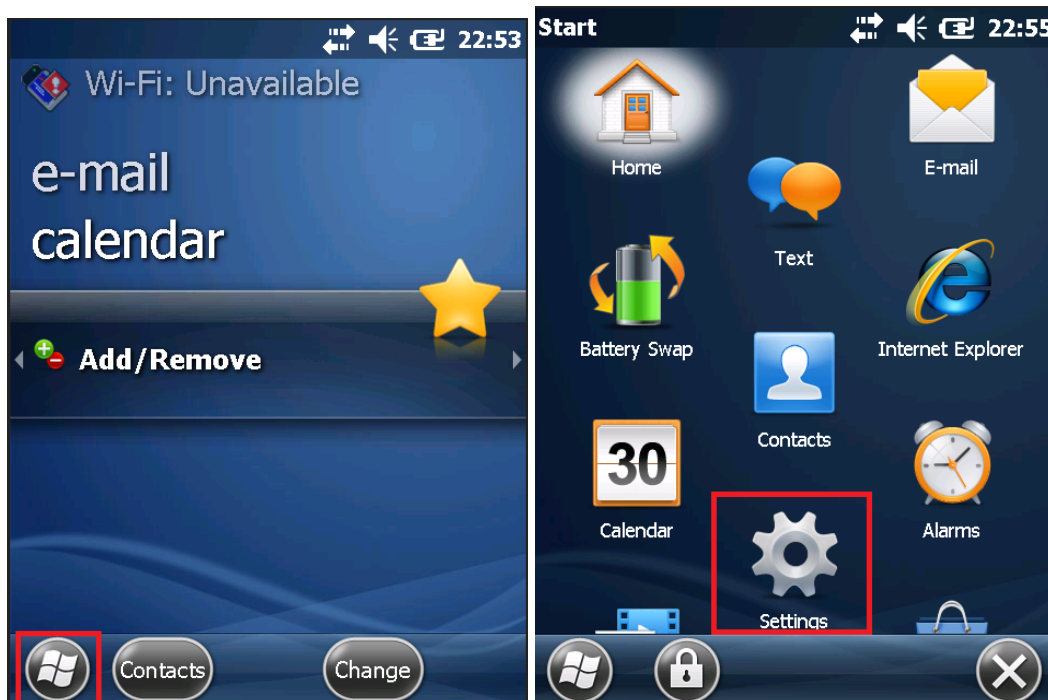 22:53
Wi-Fi: Unavailable
e-mail
calendar
Add/Remove
Contacts
Change
Start
22:55
Home
E-mail
Text
Battery Swap
Internet Explorer
Contacts
30
Calendar
Alarms
Settings